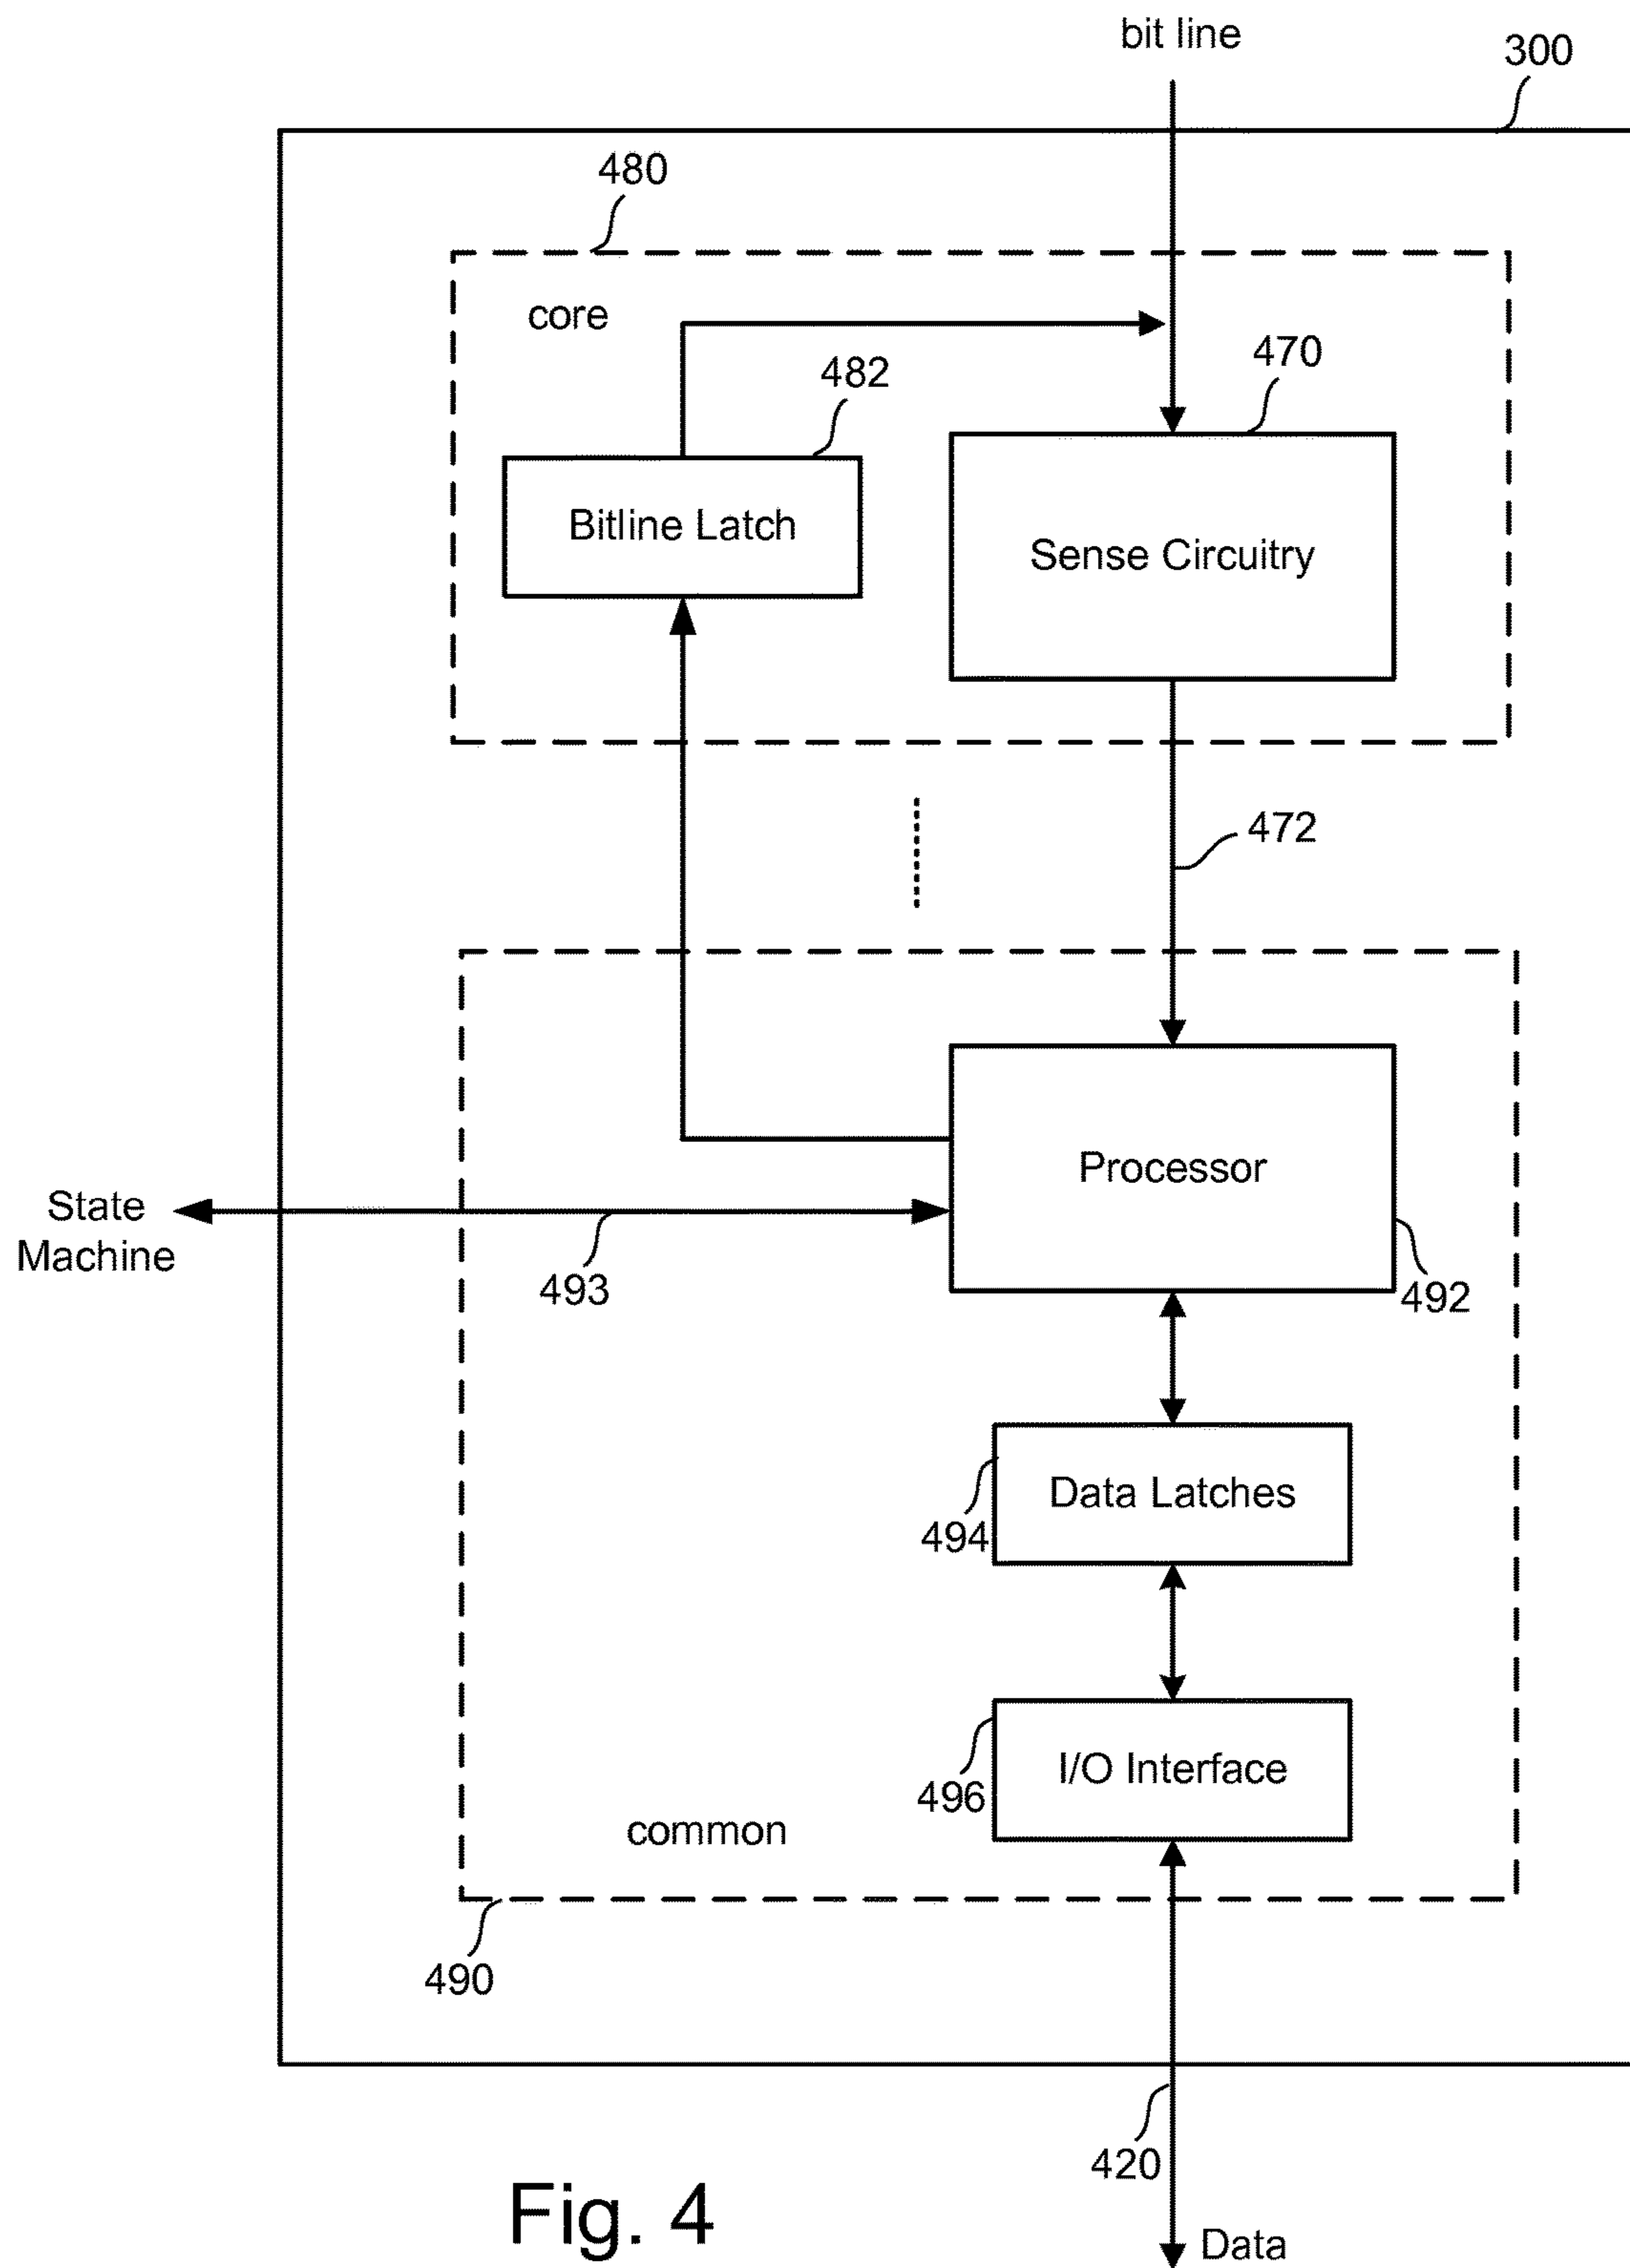 bit line
300
480
core
470
482
Bitline Latch
Sense Circuitry
472
Processor
State
Machine
493
492
Data Latches
494
I/O Interface
496
common
490
420
Fig. 4
Data